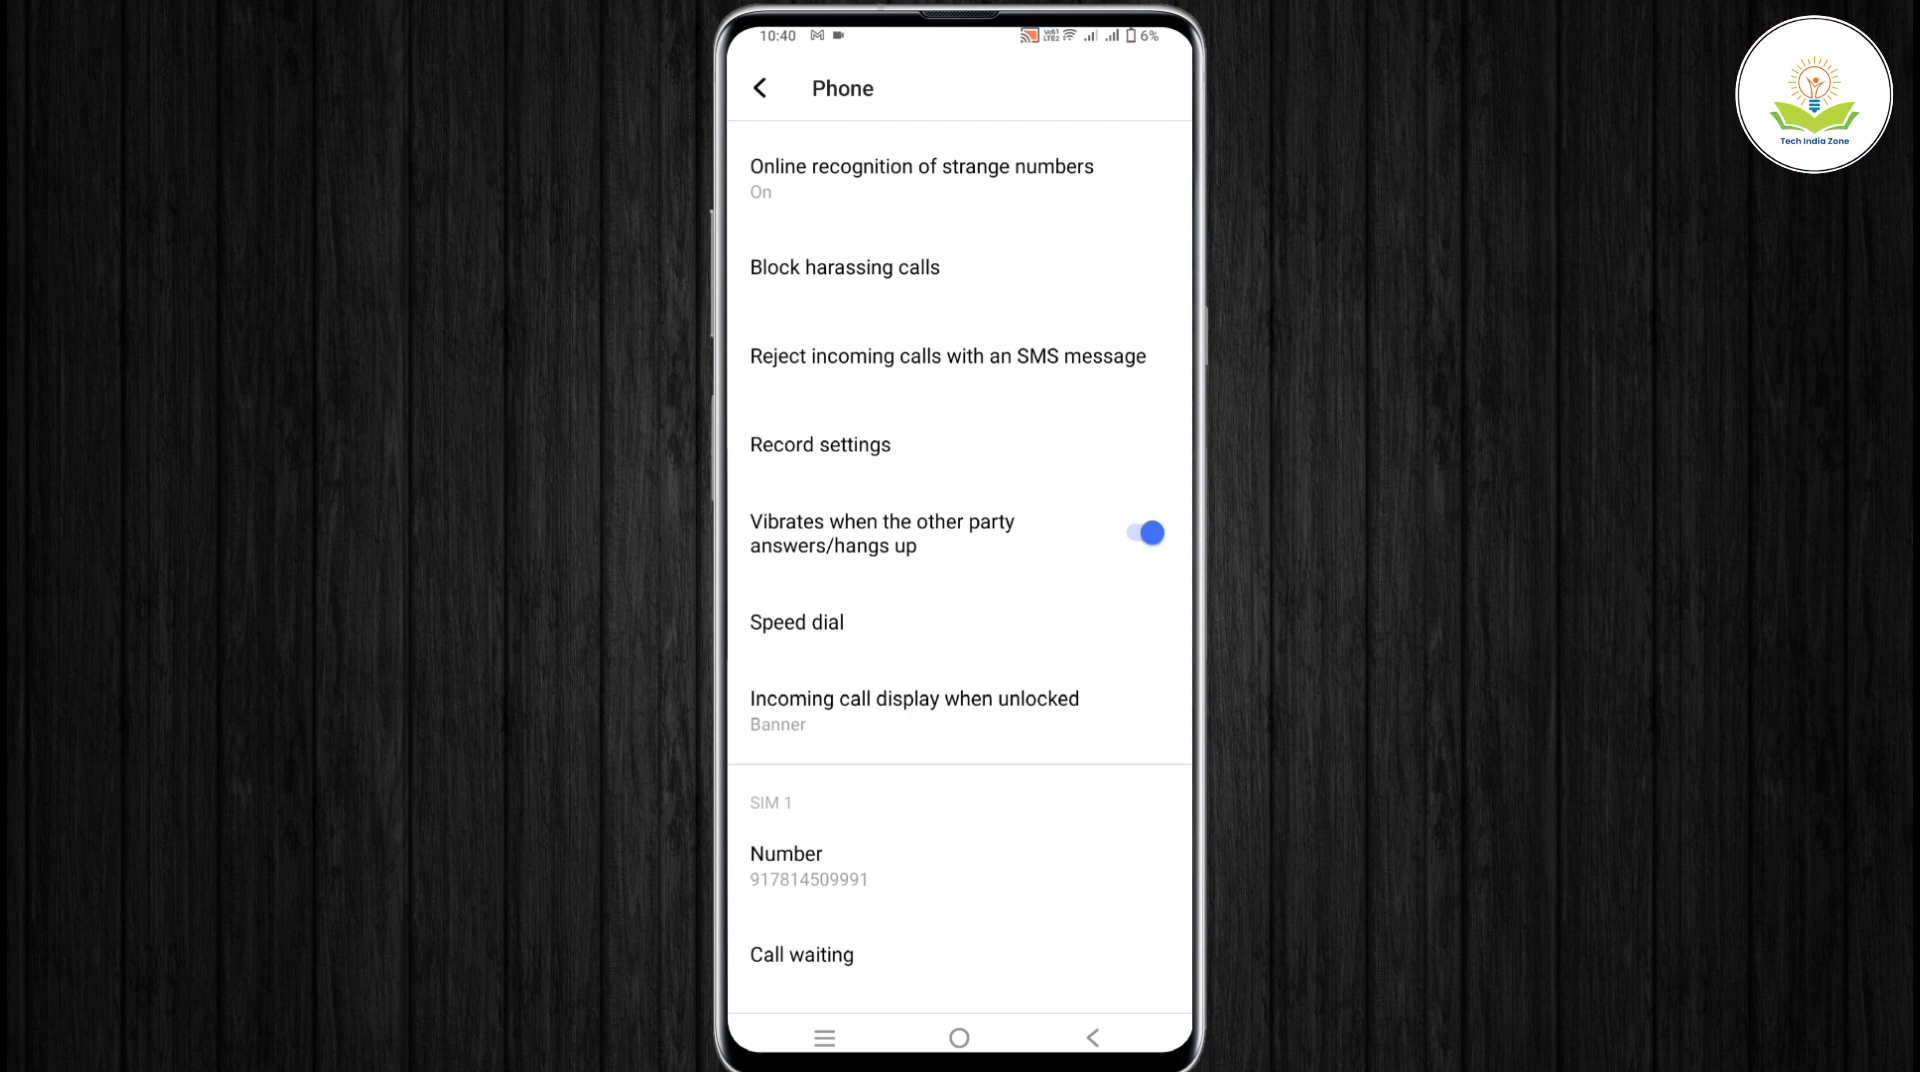 10:40
VoI
LTE2
6%
Phone
Online recognition of strange numbers
On
Block harassing calls
Reject incoming calls with an SMS message
Record settings
Vibrates when the other party
answers/hangs up
Speed dial
Incoming call display when unlocked
Banner
SIM 1
Number
917814509991
Call waiting
Tech India Zone